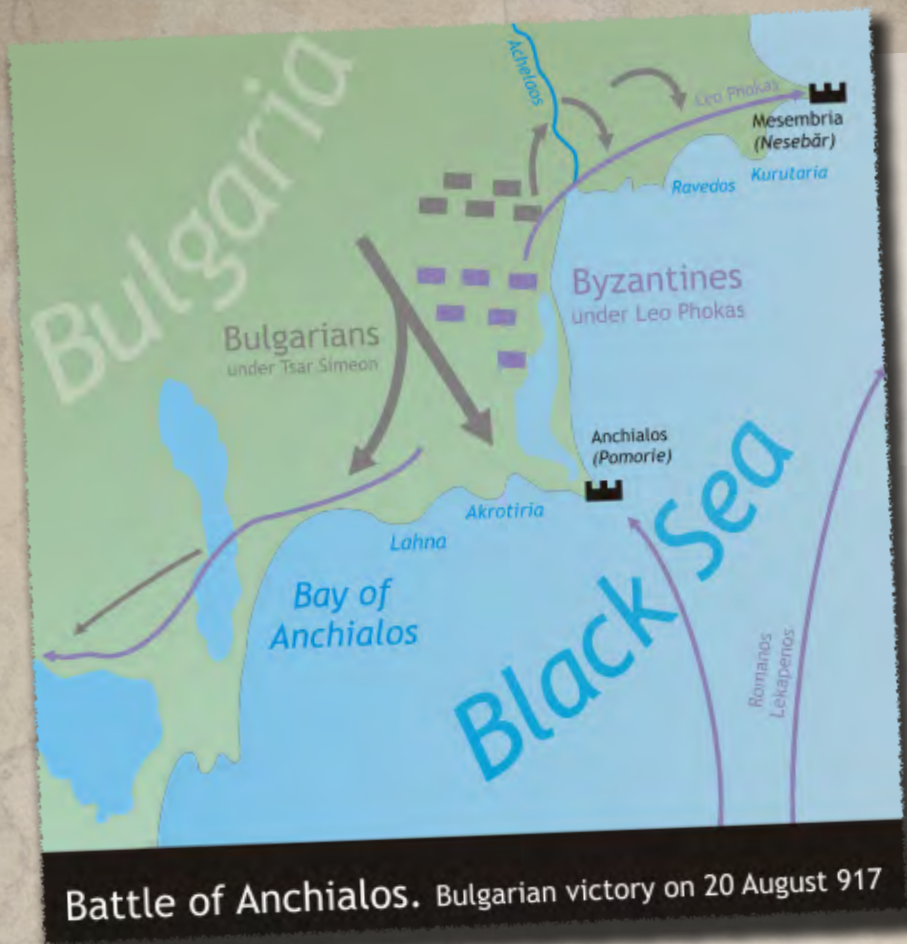 Bulgaria
Achelaos
Leo Phokas
Mesembria
(Nesebăr)
Ravedos
Kurutaria
Byzantines
under Leo Phokas
Bulgarians
under Tsar Simeon
Anchialos
(Pomorie)
Akrotiria
Lahna
Bay of
Anchialos
Black Sea
Romanos
Lekapenos
Battle of Anchialos. Bulgarian victory on 20 August 917